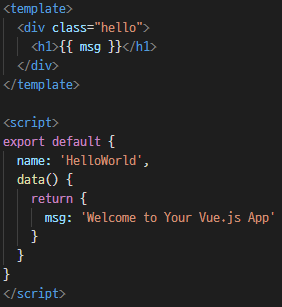 <template>
  <div class="hello">
    <h1>{{ msg }}</h1>
  </div>
</template>

<script>
export default {
  name: 'HelloWorld',
  data() {
    return {
      msg: 'Welcome to Your Vue.js App'
    }
  }
}
</script>